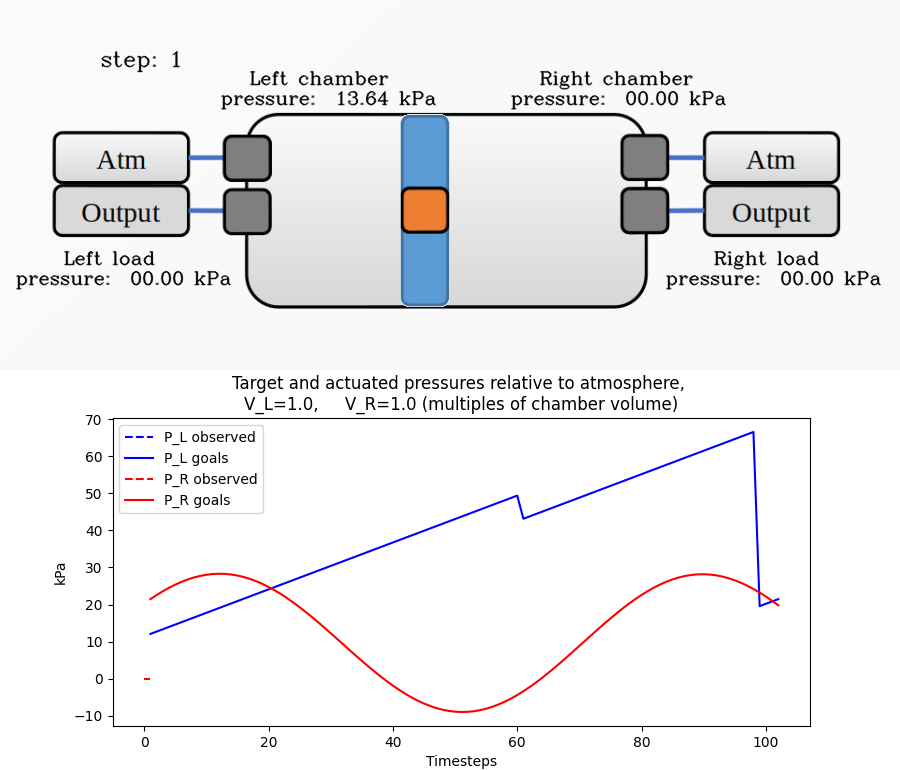 step: 1
Left chamber
pressure: 13.64 kPa
Right chamber
pressure: 00.00 kPa
Atm
Output
Atm
Output
Left load
pressure: 00.00 kPa
Right load
pressure: 00.00 kPa
Target and actuated pressures relative to atmosphere,
V_L=1.0, V_R=1.0 (multiples of chamber volume)
P_L observed
P_L goals
P_R observed
P_R goals
kPa
70
60
50
40
30
20
10
0
−10
0 20 40 60 80 100
Timesteps